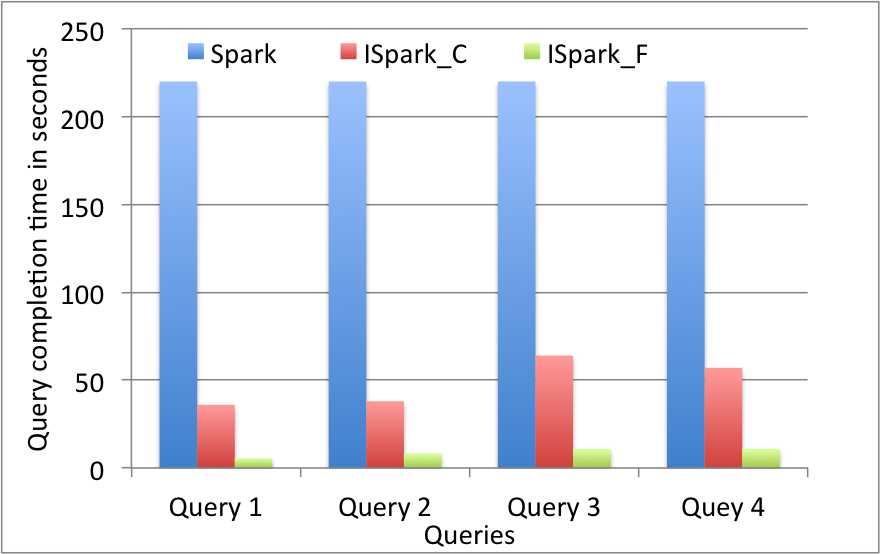 Query completion time in seconds
250
200
150
100
50
0
Spark ISpark_C ISpark_F
Query 1 Query 2 Query 3 Quey 4
Queries